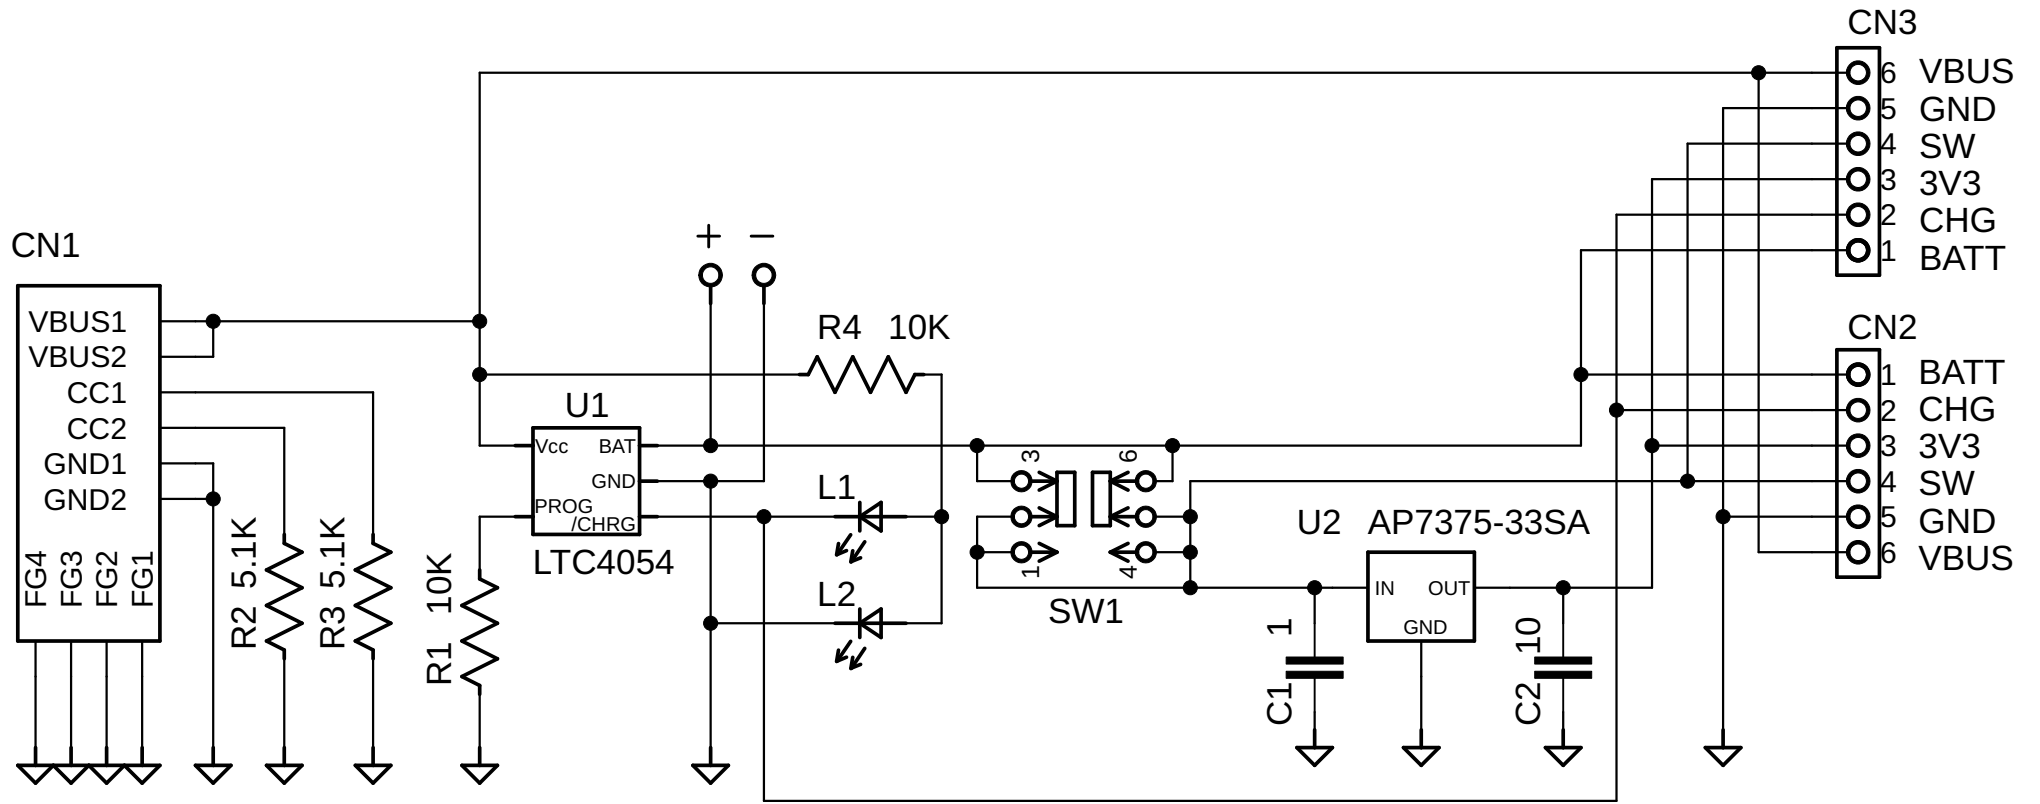 CN3
6 VBUS
5 GND
4 SW
3 3V3
2 CHG
1 BATT
CN1
VBUS1
VBUS2
CC1
CC2
GND1
GND2
FG4
FG3
FG2
FG1
R2 5.1K
R3 5.1K
R1 10K
+ −
R4 10K
U1
Vcc
BAT
GND
PROG
/CHRG
LTC4054
L1
L2
3
6
1
4
SW1
U2 AP7375-33SA
IN
OUT
GND
C1 1
C2 10
CN2
1 BATT
2 CHG
3 3V3
4 SW
5 GND
6 VBUS